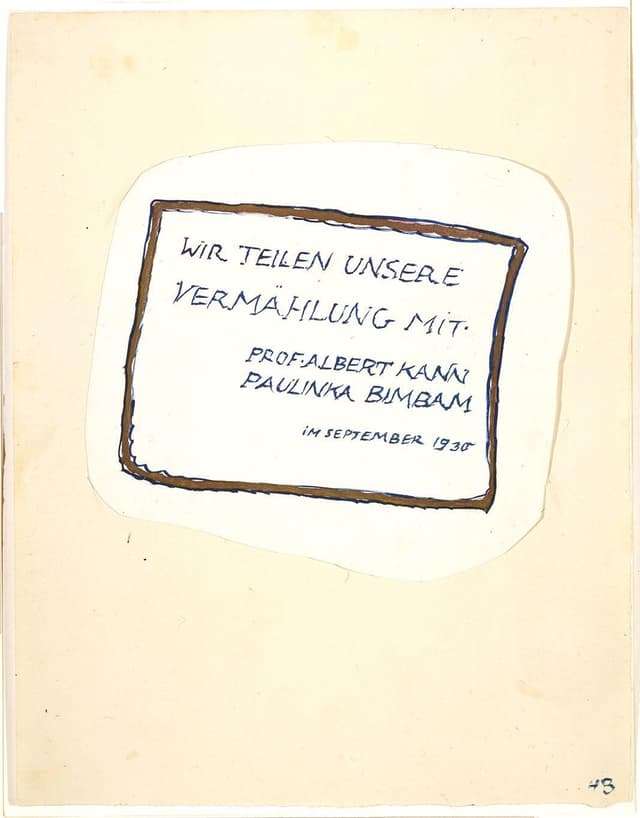 WIR TEILEN UNSERE
VERMÄHLUNG MIT.
PROF. ALBERT KANN
PAULINKA BIMBAM
IM SEPTEMBER 1930
43